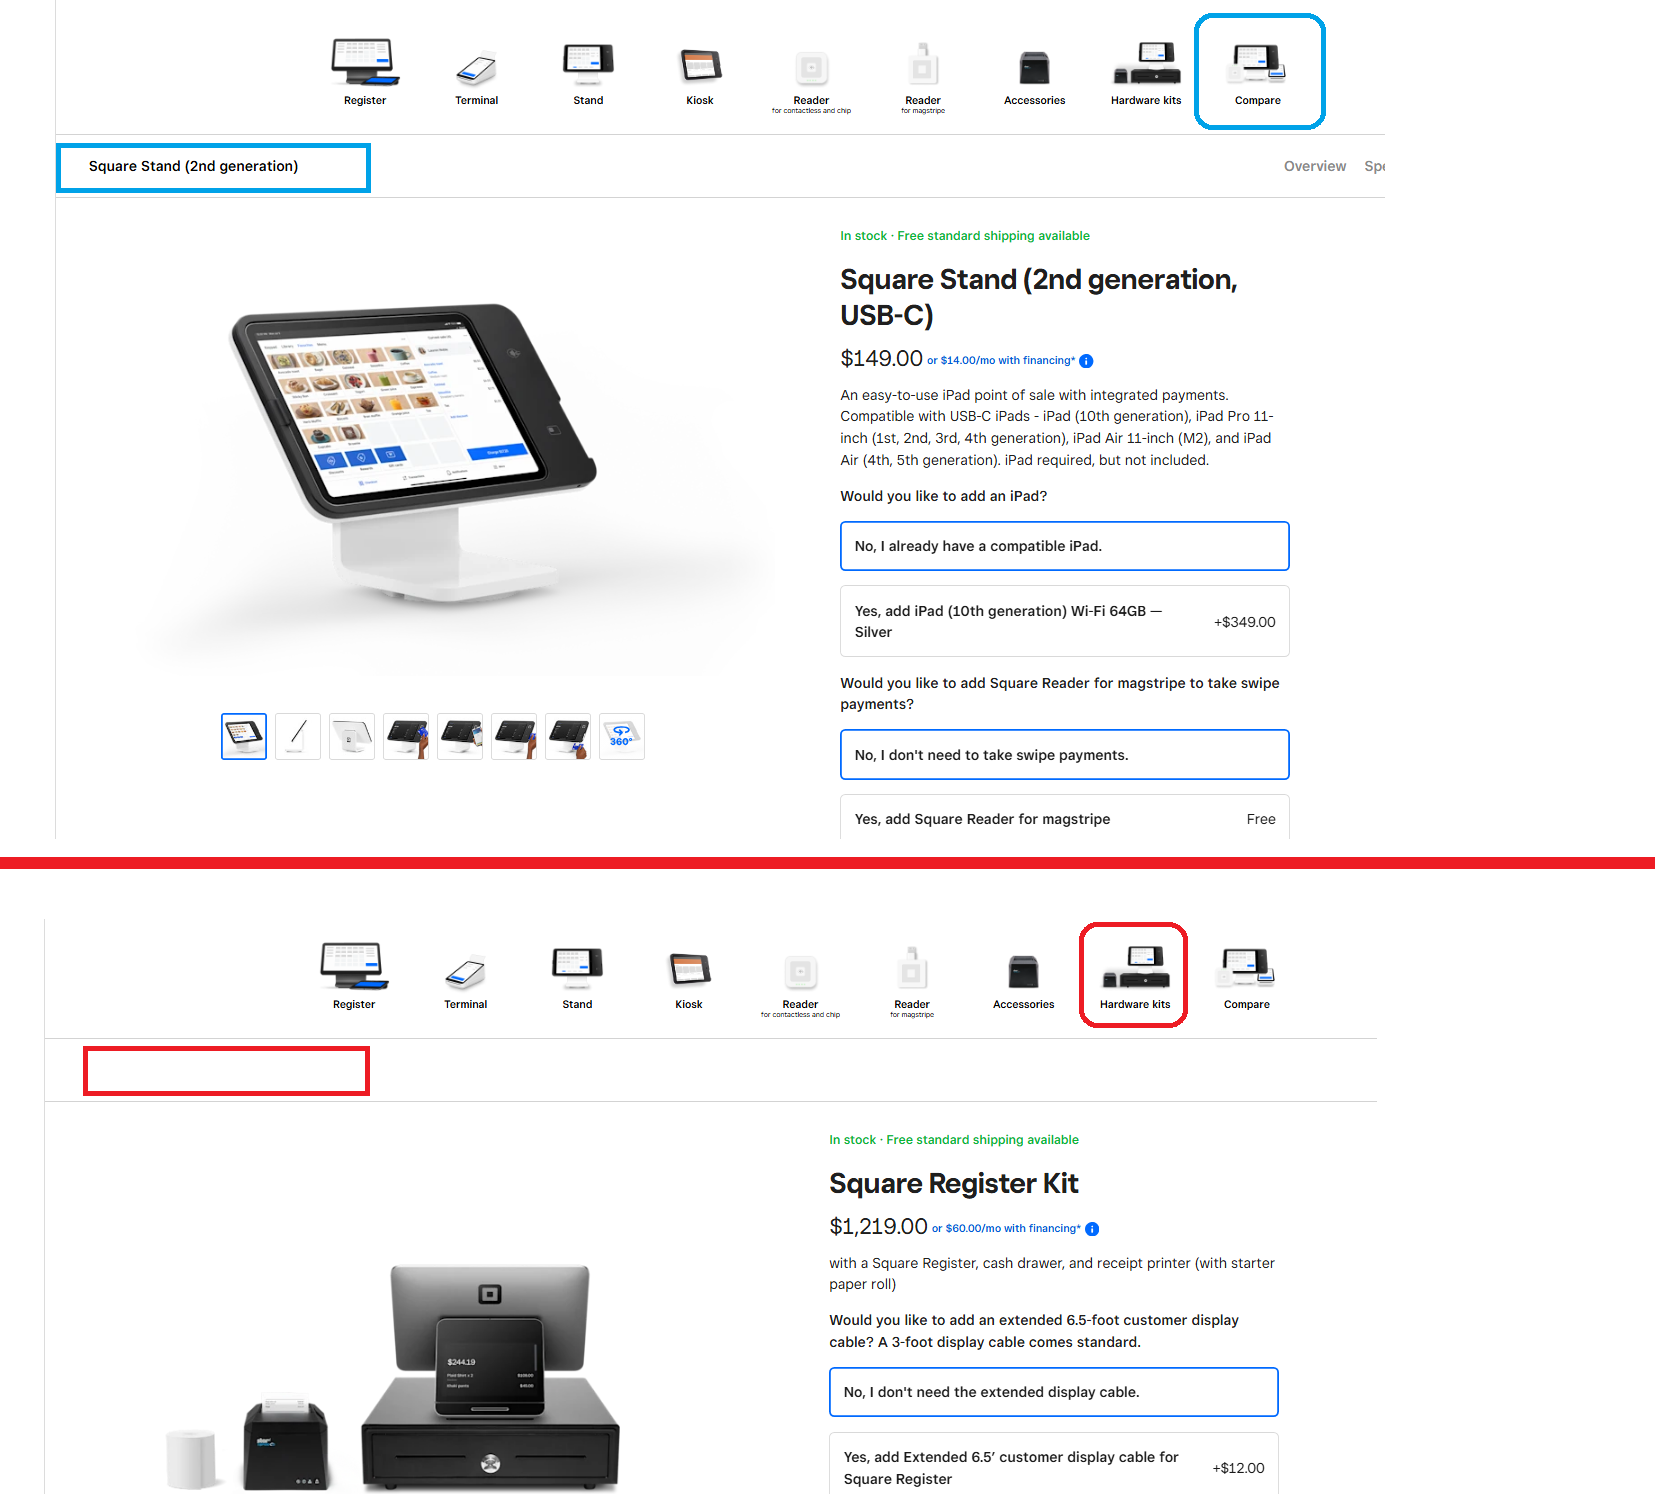 Register
Terminal
Stand
Kiosk
Reader
for contactless and chip
Reader
for magstripe
Accessories
Hardware kits
Compare
Square Stand (2nd generation)
Overview
In stock · Free standard shipping available
Square Stand (2nd generation,
USB-C)
$149.00 or $14.00/mo with financing*
An easy-to-use iPad point of sale with integrated payments.
Compatible with USB-C iPads - iPad (10th generation), iPad Pro 11-
inch (1st, 2nd, 3rd, 4th generation), iPad Air 11-inch (M2), and iPad
Air (4th, 5th generation). iPad required, but not included.
Would you like to add an iPad?
No, I already have a compatible iPad.
Yes, add iPad (10th generation) Wi-Fi 64GB —
Silver
+$349.00
Would you like to add Square Reader for magstripe to take swipe
payments?
No, I don't need to take swipe payments.
Yes, add Square Reader for magstripe
Free
360°
Register
Terminal
Stand
Kiosk
Reader
for contactless and chip
Reader
for magstripe
Accessories
Hardware kits
Compare
In stock · Free standard shipping available
Square Register Kit
$1,219.00 or $60.00/mo with financing*
with a Square Register, cash drawer, and receipt printer (with starter
paper roll)
Would you like to add an extended 6.5-foot customer display
cable? A 3-foot display cable comes standard.
No, I don't need the extended display cable.
Yes, add Extended 6.5’ customer display cable for
Square Register
+$12.00
$244.19